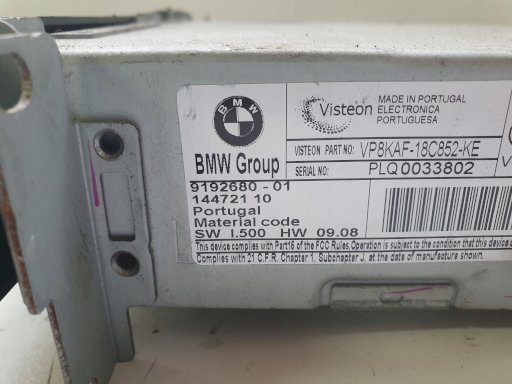 BMW
Visteon
MADE IN PORTUGAL
ELECTRONICA
PORTUGUESA
VISTEON PART NO: VP8KAF-18C852-KE
BMW Group
SERIAL NO: PLQ0033802
9192680 - 01
144721 10
Portugal
Material code
SW 1.500 HW 09.08
This device complies with Part15 of the FCC Rules.Operation is subject to the condition that this
Complies with 21 C.F.R. Chapter 1, Subchapter J, at the date of manufacture shown.